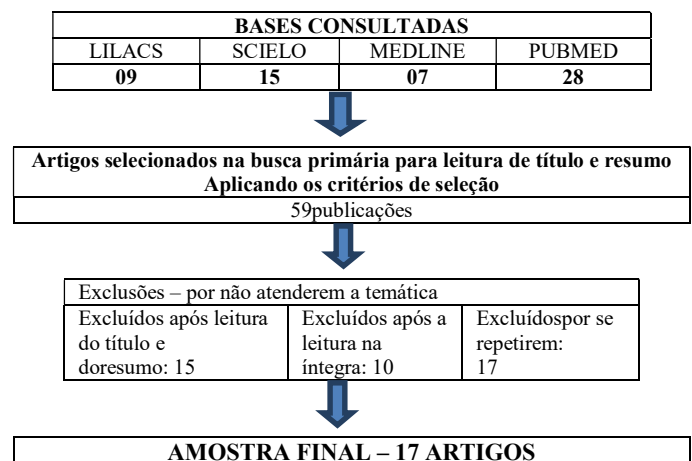 BASES CONSULTADAS
LILACS SCIELO MEDLINE PUBMED
09 15 07 28
Artigos selecionados na busca primária para leitura de título e resumo
Aplicando os critérios de seleção
59publicações
Exclusões – por não atenderem a temática
Excluídos após leitura
do título e
doresumo: 15
Excluídos após a
leitura na
íntegra: 10
Excluídospor se
repetirem:
17
AMOSTRA FINAL – 17 ARTIGOS